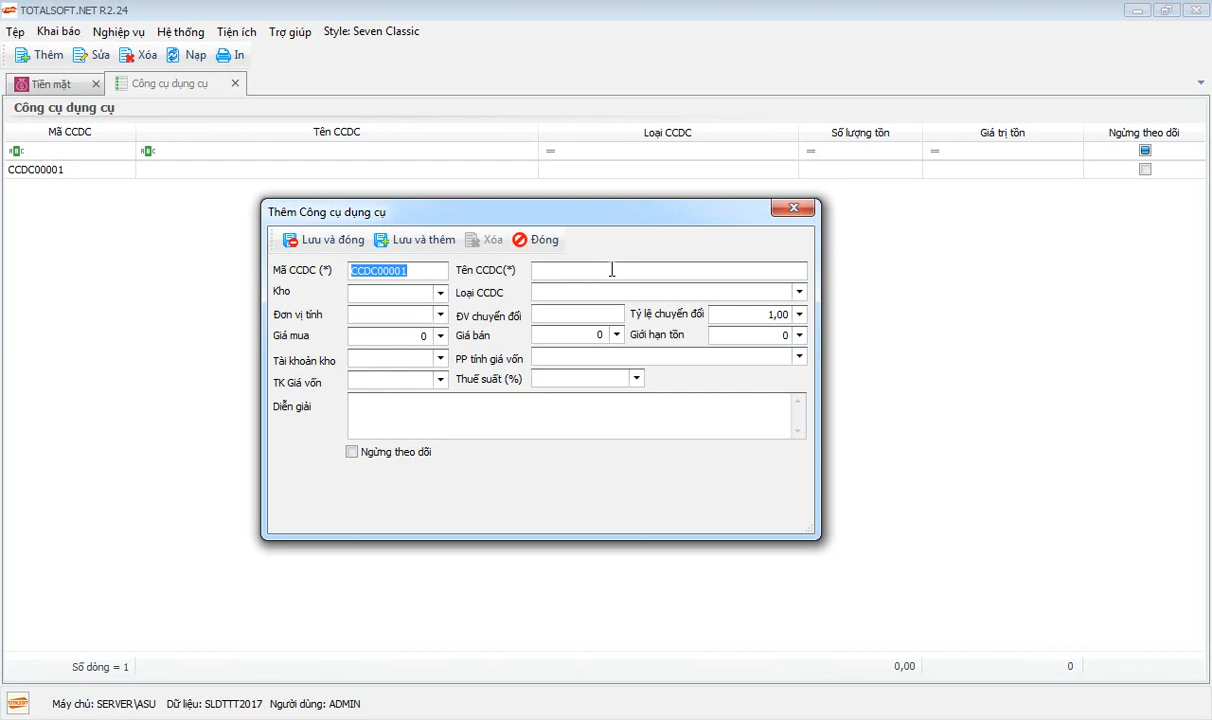 TOTALSOFT.NET R2.24
Tệp Khai báo Nghiệp vụ Hệ thống Tiện ích Trợ giúp Style: Seven Classic
Thêm Sửa Xóa Nạp In
Tiền mặt Công cụ dụng cụ
Công cụ dụng cụ
Mã CCDC Tên CCDC Loại CCDC Số lượng tồn Giá trị tồn Ngừng theo dõi
CCDC00001
Thêm Công cụ dụng cụ
Lưu và đóng Lưu và thêm Xóa Đóng
Mã CCDC (*) CCDC00001 Tên CCDC(*)
Kho Loại CCDC
Đơn vị tính ĐV chuyển đổi Tỷ lệ chuyển đổi 1,00
Giá mua 0 Giá bán 0 Giới hạn tồn 0
Tài khoản kho PP tính giá vốn
TK Giá vốn Thuế suất (%)
Diễn giải
Ngừng theo dõi
Số dòng = 1 0,00 0
Máy chủ: SERVER\ASU Dữ liệu: SLDTTT2017 Người dùng: ADMIN